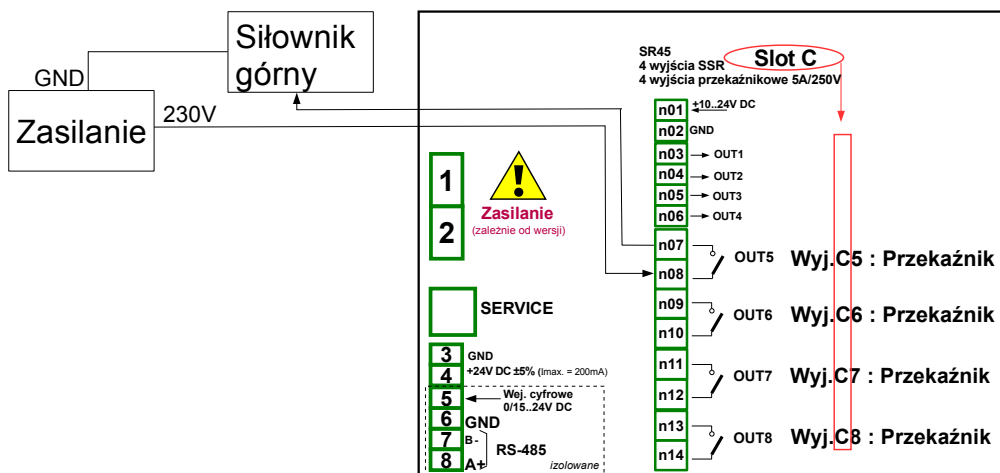 Siłownik
górny
GND
Zasilanie
230V
SR45
4 wyjścia SSR
4 wyjścia przekaźnikowe 5A/250V
Slot C
n01 +10..24V DC
n02 GND
n03 OUT1
n04 OUT2
n05 OUT3
n06 OUT4
n07
n08
OUT5 Wyj.C5 : Przekaźnik
n09
n10
OUT6 Wyj.C6 : Przekaźnik
n11
n12
OUT7 Wyj.C7 : Przekaźnik
n13
n14
OUT8 Wyj.C8 : Przekaźnik
1
2
!
Zasilanie
(zależnie od wersji)
SERVICE
3 GND
4 +24V DC ±5% (Imax. = 200mA)
5 Wej. cyfrowe
0/15..24V DC
6 GND
7 B-
8 A+
RS-485
izolowane